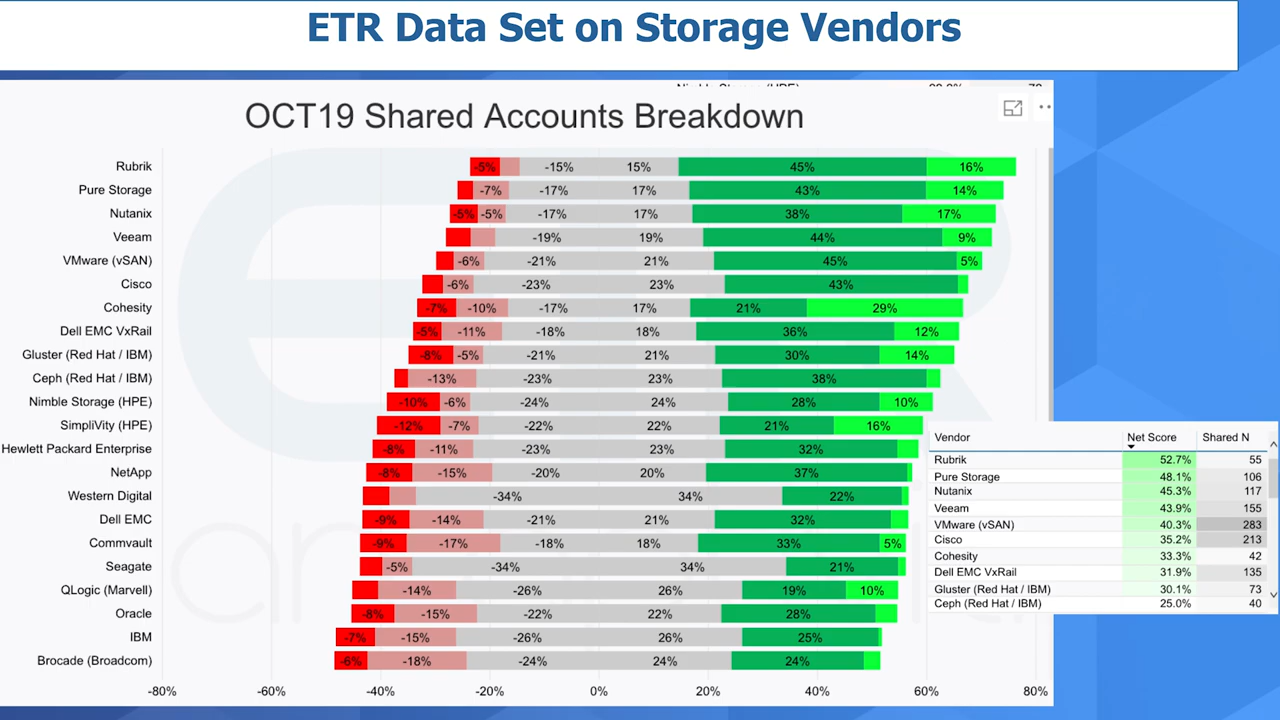 ETR Data Set on Storage Vendors
OCT19 Shared Accounts Breakdown
Rubrik -5% -15% 15% 45% 16%
Pure Storage -7% -17% 17% 43% 14%
Nutanix -5% -5% -17% 17% 38% 17%
Veeam -19% 19% 44% 9%
VMware (vSAN) -6% -21% 21% 45% 5%
Cisco -6% -23% 23% 43%
Cohesity -7% -10% -17% 17% 21% 29%
Dell EMC VxRail -5% -11% -18% 18% 36% 12%
Gluster (Red Hat / IBM) -8% -5% -21% 21% 30% 14%
Ceph (Red Hat / IBM) -13% -23% 23% 38%
Nimble Storage (HPE) -10% -6% -24% 24% 28% 10%
SimpliVity (HPE) -12% -7% -22% 22% 21% 16%
Hewlett Packard Enterprise -8% -11% -23% 23% 32%
NetApp -8% -15% -20% 20% 37%
Western Digital -34% 34% 22%
Dell EMC -9% -14% -21% 21% 32%
Commvault -9% -17% -18% 18% 33% 5%
Seagate -5% -34% 34% 21%
QLogic (Marvell) -14% -26% 26% 19% 10%
Oracle -8% -15% -22% 22% 28%
IBM -7% -15% -26% 26% 25%
Brocade (Broadcom) -6% -18% -24% 24% 24%
-80% -60% -40% -20% 0% 20% 40% 60% 80%
Vendor Net Score Shared N
Rubrik 52.7% 55
Pure Storage 48.1% 106
Nutanix 45.3% 117
Veeam 43.9% 155
VMware (vSAN) 40.3% 283
Cisco 35.2% 213
Cohesity 33.3% 42
Dell EMC VxRail 31.9% 135
Gluster (Red Hat / IBM) 30.1% 73
Ceph (Red Hat / IBM) 25.0% 40